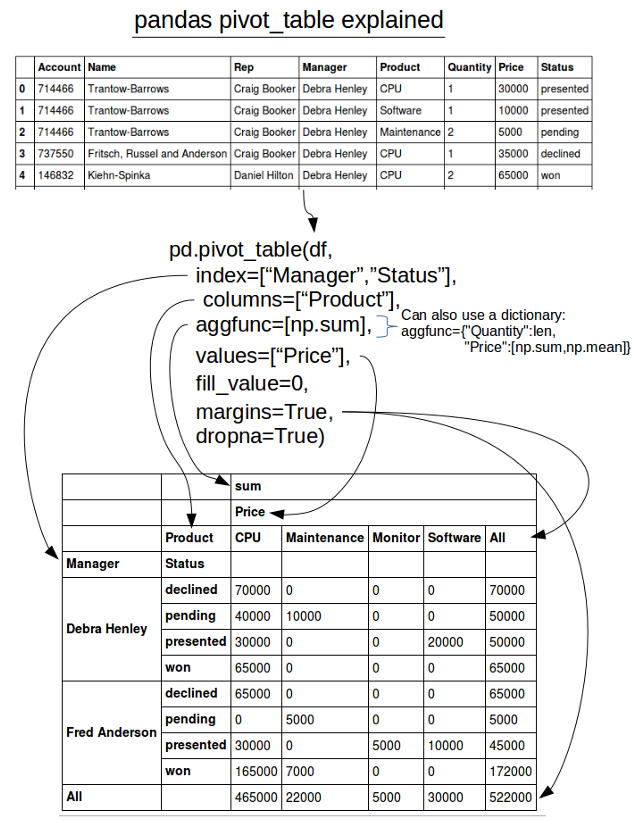 pandas pivot_table explained
Account Name Rep Manager Product Quantity Price Status
0 714466 Trantow-Barrows Craig Booker Debra Henley CPU 1 30000 presented
1 714466 Trantow-Barrows Craig Booker Debra Henley Software 1 10000 presented
2 714466 Trantow-Barrows Craig Booker Debra Henley Maintenance 2 5000 pending
3 737550 Fritsch, Russel and Anderson Craig Booker Debra Henley CPU 1 35000 declined
4 146832 Kiehn-Spinka Daniel Hilton Debra Henley CPU 2 65000 won
pd.pivot_table(df,
index=[“Manager”,”Status”],
columns=[“Product”],
aggfunc=[np.sum],
Can also use a dictionary:
aggfunc={"Quantity":len,
"Price":[np.sum,np.mean]}
values=[“Price”],
fill_value=0,
margins=True,
dropna=True)
sum
Price
Product CPU Maintenance Monitor Software All
Manager Status
Debra Henley declined 70000 0 0 0 70000
pending 40000 10000 0 0 50000
presented 30000 0 0 20000 50000
won 65000 0 0 0 65000
Fred Anderson declined 65000 0 0 0 65000
pending 0 5000 0 0 5000
presented 30000 0 5000 10000 45000
won 165000 7000 0 0 172000
All 465000 22000 5000 30000 522000